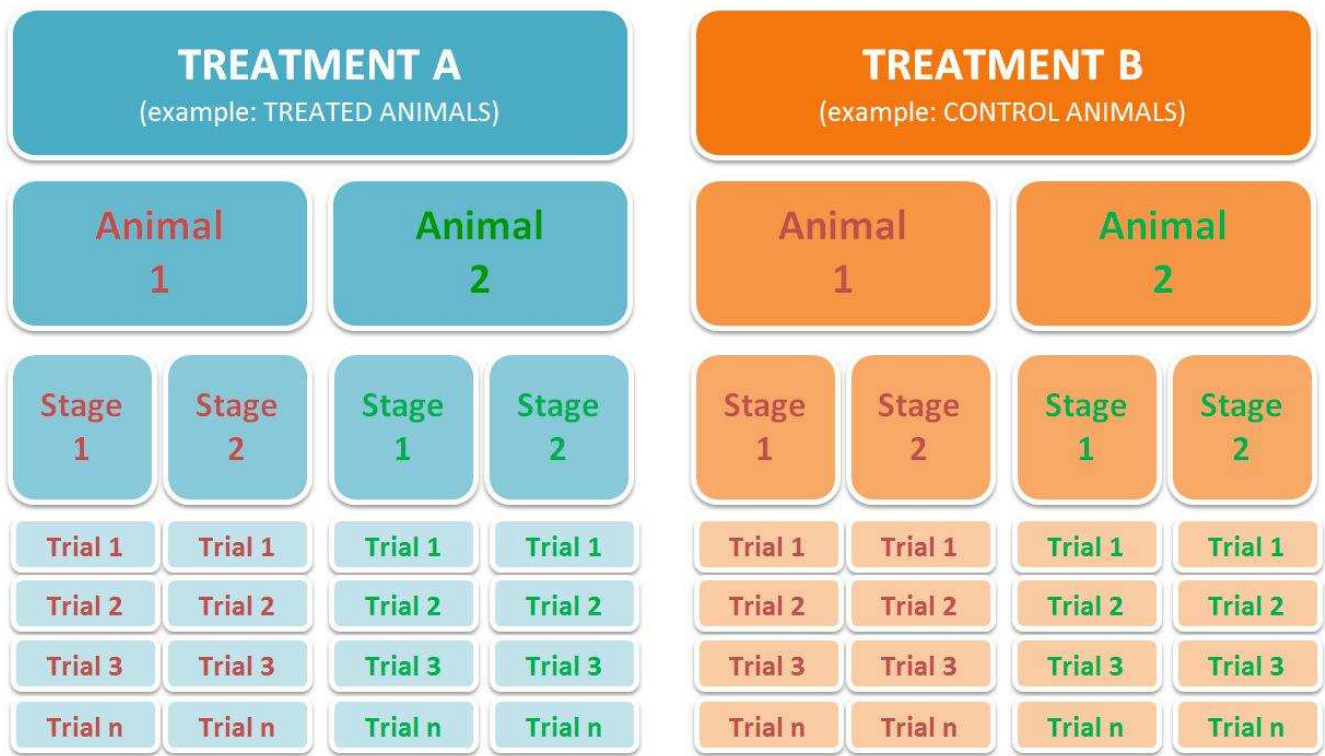 TREATMENT A
(example: TREATED ANIMALS)
TREATMENT B
(example: CONTROL ANIMALS)
Animal
1
Animal
2
Animal
1
Animal
2
Stage
1
Stage
2
Stage
1
Stage
2
Stage
1
Stage
2
Stage
1
Stage
2
Trial 1 Trial 1 Trial 1 Trial 1 Trial 1 Trial 1 Trial 1 Trial 1
Trial 2 Trial 2 Trial 2 Trial 2 Trial 2 Trial 2 Trial 2 Trial 2
Trial 3 Trial 3 Trial 3 Trial 3 Trial 3 Trial 3 Trial 3 Trial 3
Trial n Trial n Trial n Trial n Trial n Trial n Trial n Trial n